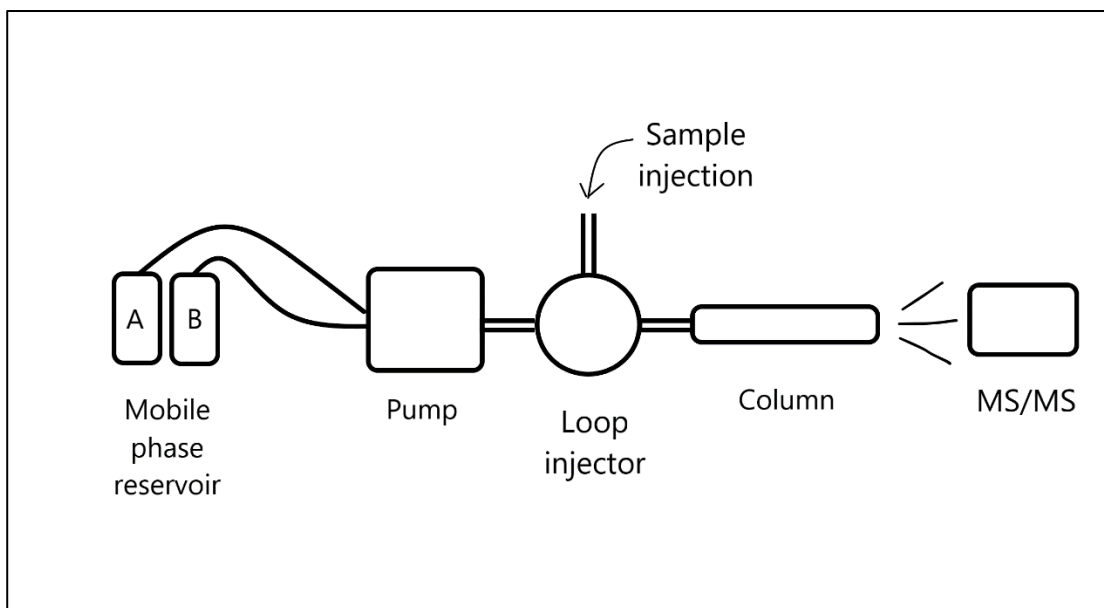 Sample
injection
A
B
Mobile
phase
reservoir
Pump
Loop
injector
Column
MS/MS